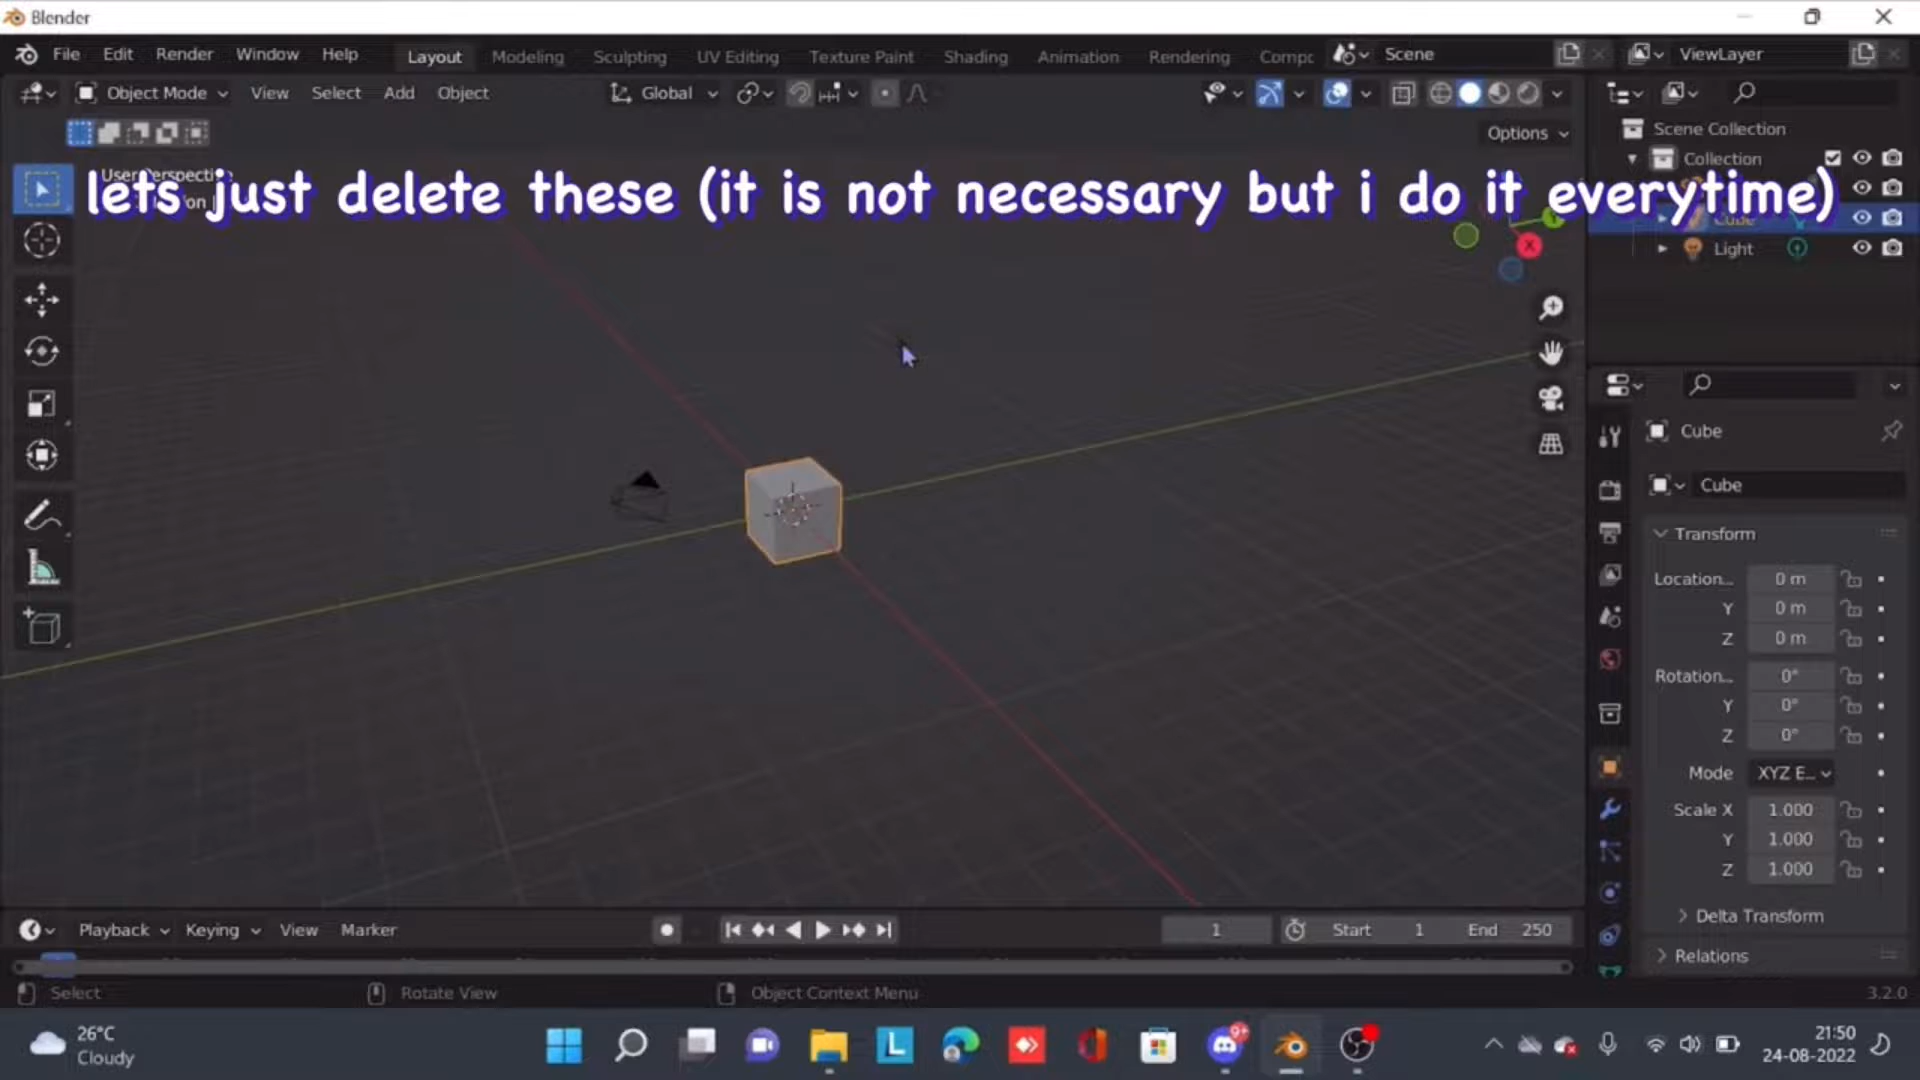 Blender
File Edit Render Window Help Layout Modeling Sculpting UV Editing Texture Paint Shading Animation Rendering Scene ViewLayer
Object Mode View Select Add Object Global
Options
Scene Collection
Collection
lets just delete these (it is not necessary but i do it everytime)
Cube
Light
X
Cube
Cube
Transform
Location... 0 m
Y 0 m
Z 0 m
Rotation... 0°
Y 0°
Z 0°
Mode XYZ E...
Scale X 1.000
Y 1.000
Z 1.000
Delta Transform
Relations
Playback Keying View Marker 1 Start 1 End 250
Select Rotate View Object Context Menu 3.2.0
26°C
Cloudy
L
9+
21:50
24-08-2022